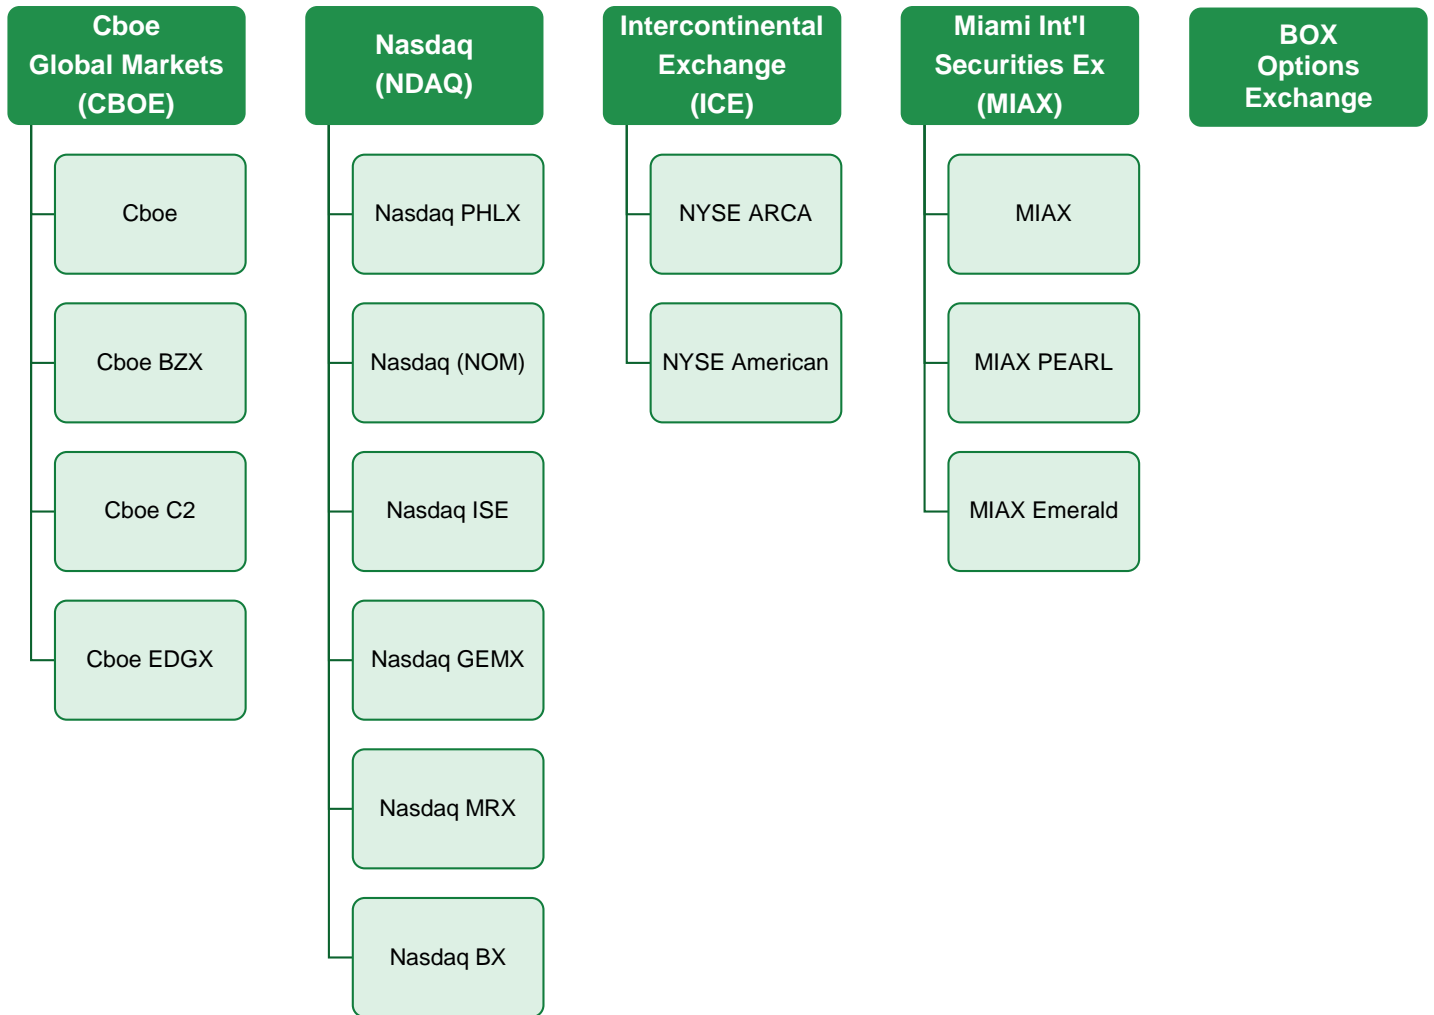 Cboe
Global Markets
(CBOE)
Cboe
Cboe BZX
Cboe C2
Cboe EDGX
Nasdaq
(NDAQ)
Nasdaq PHLX
Nasdaq (NOM)
Nasdaq ISE
Nasdaq GEMX
Nasdaq MRX
Nasdaq BX
Intercontinental
Exchange
(ICE)
NYSE ARCA
NYSE American
Miami Int'l
Securities Ex
(MIAX)
MIAX
MIAX PEARL
MIAX Emerald
BOX
Options
Exchange